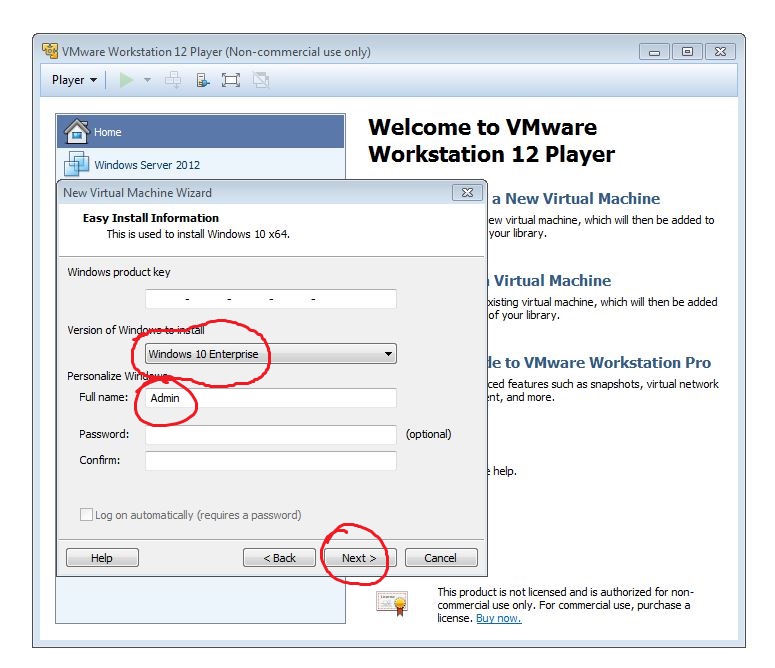 VMware Workstation 12 Player (Non-commercial use only)
Player
Home
Windows Server 2012
Welcome to VMware
Workstation 12 Player
a New Virtual Machine
ew virtual machine, which will then be added to
your library.
Virtual Machine
xisting virtual machine, which will then be added
of your library.
de to VMware Workstation Pro
ced features such as snapshots, virtual network
ent, and more.
help.
This product is not licensed and is authorized for non-
commercial use only. For commercial use, purchase a
license. Buy now.
New Virtual Machine Wizard
Easy Install Information
This is used to install Windows 10 x64.
Windows product key
- - - -
Version of Windows to install
Windows 10 Enterprise
Personalize Windows
Full name: Admin
Password: (optional)
Confirm:
Log on automatically (requires a password)
Help < Back Next > Cancel